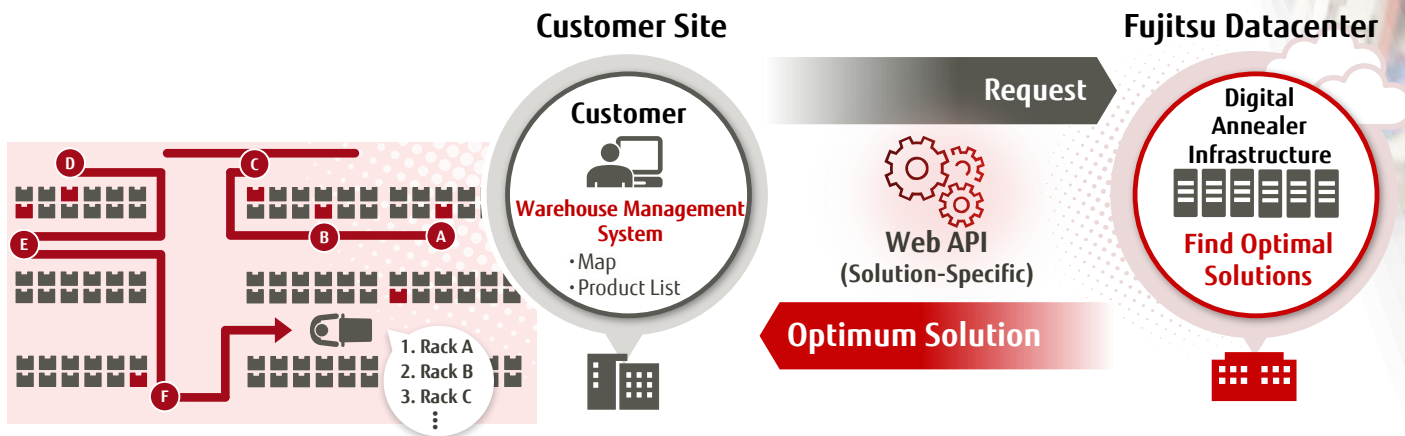 Customer Site
Fujitsu Datacenter
D
C
E
B
A
F
1. Rack A
2. Rack B
3. Rack C
⋮
Customer
Warehouse Management
System
・Map
・Product List
Request
Web API
(Solution-Specific)
Optimum Solution
Digital
Annealer
Infrastructure
Find Optimal
Solutions